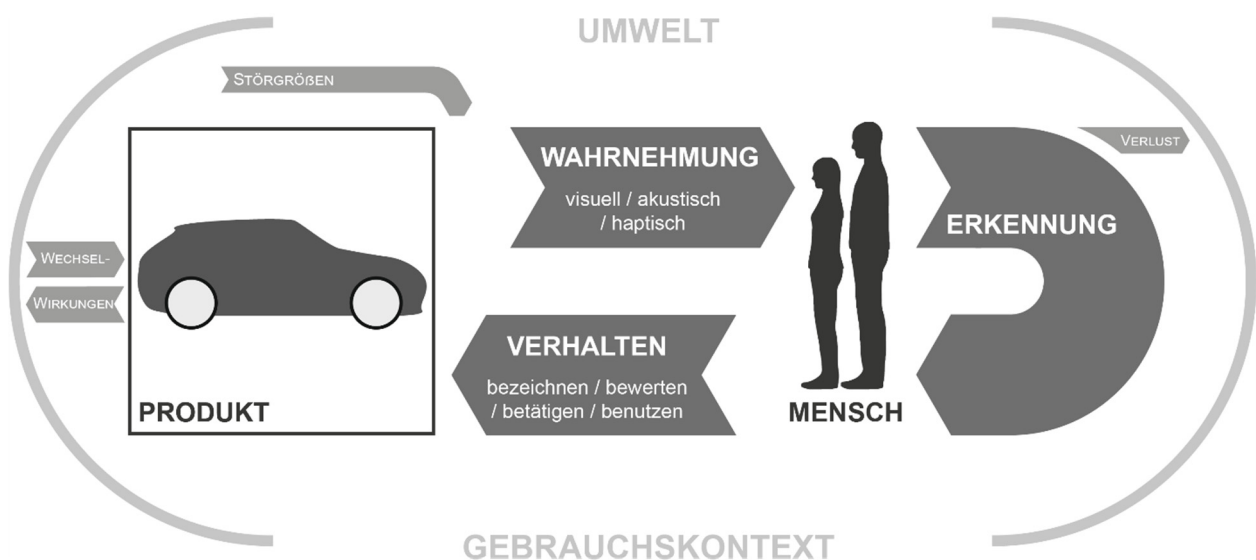 UMWELT
STÖRGRÖßEN
WAHRNEHMUNG
visuell / akustisch
/ haptisch
VERLUST
ERKENNUNG
WECHSEL-
WIRKUNGEN
VERHALTEN
bezeichnen / bewerten
/ betätigen / benutzen
PRODUKT
MENSCH
GEBRAUCHSKONTEXT